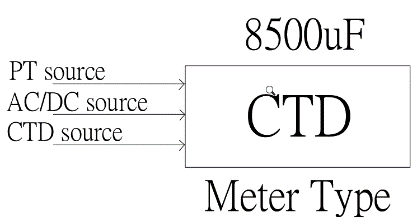 8500uF
PT source
AC/DC source
CTD source
CTD
Meter Type